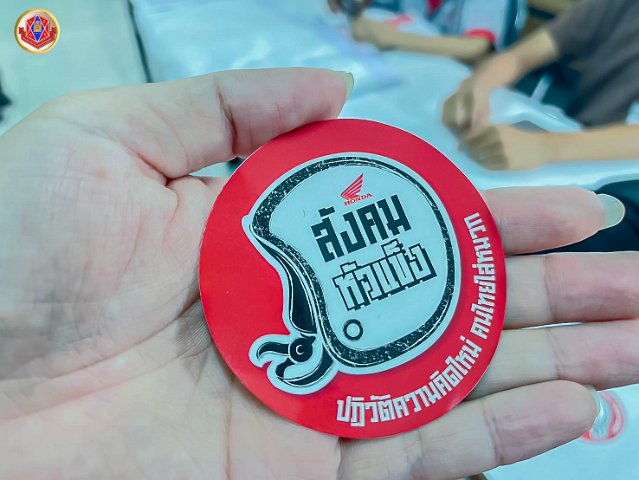 HONDA
สังคม
หัวแข็ง
ปฏิวัติความคิดใหม่ คนไทยใส่หมวก